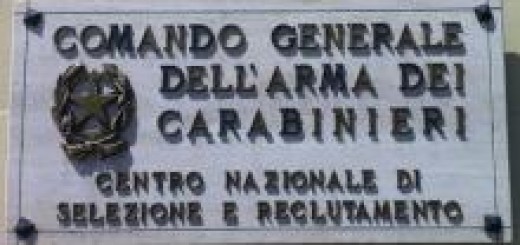 COMANDO GENERALE
DELL'ARMA DEI
CARABINIERI
CENTRO NAZIONALE DI
SELEZIONE E RECLUTAMENTO